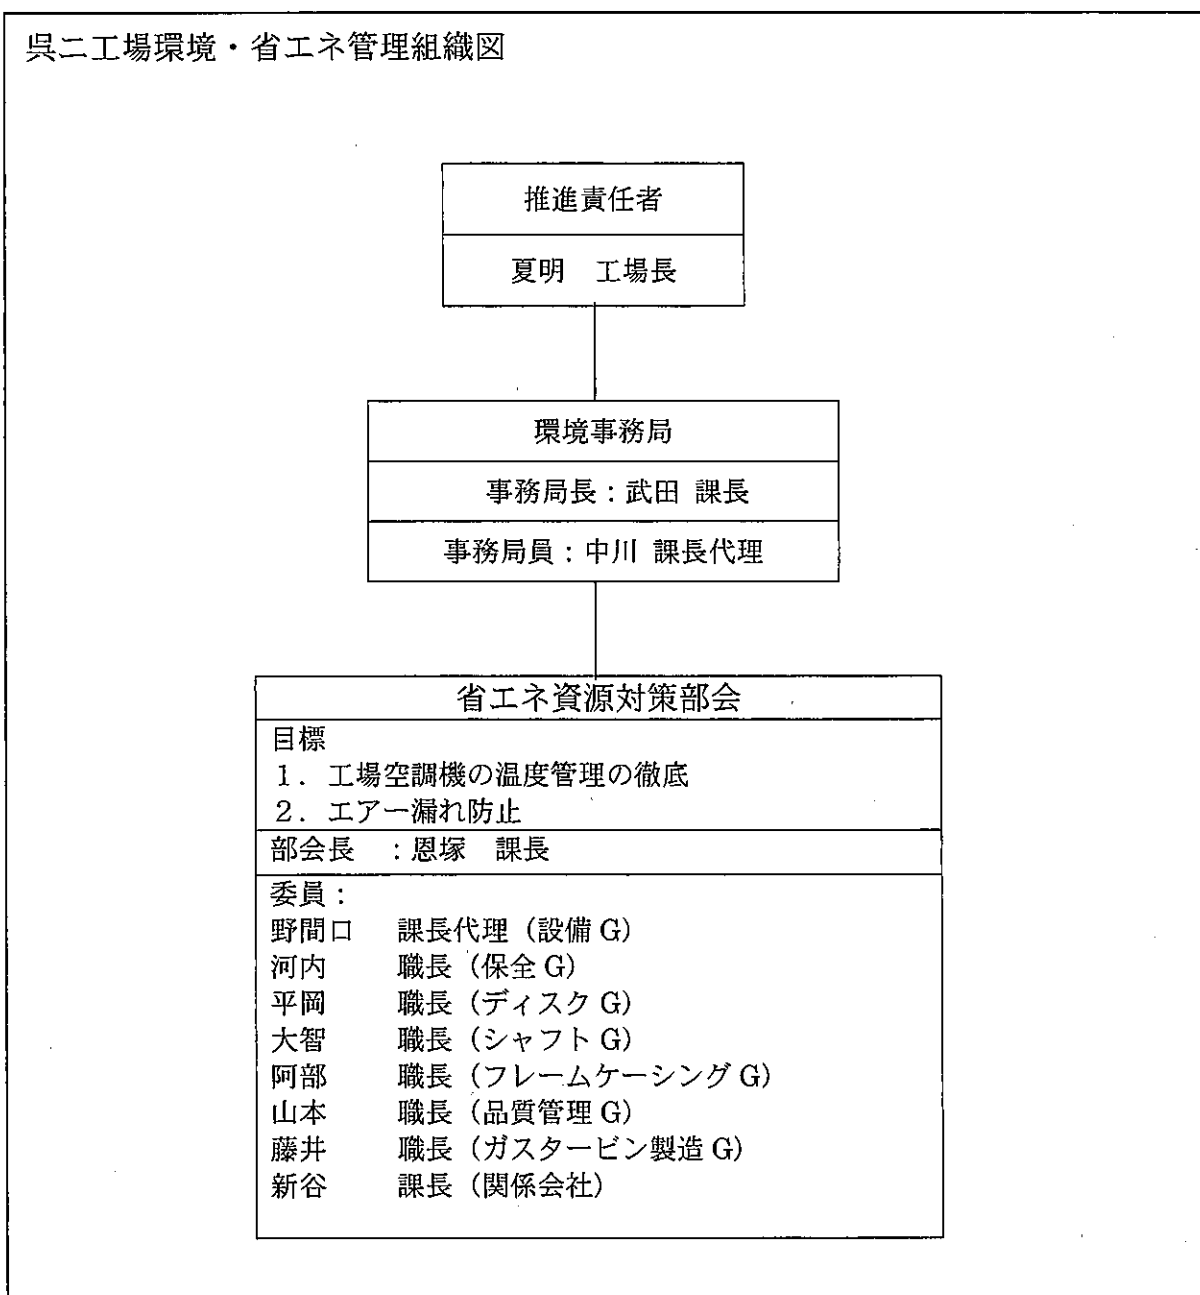 呉二工場環境・省エネ管理組織図
推進責任者
夏明　工場長
環境事務局
事務局長：武田 課長
事務局員：中川 課長代理
省エネ資源対策部会
目標
１．工場空調機の温度管理の徹底
２．エアー漏れ防止
部会長　：恩塚　課長
委員：
野間口　　課長代理（設備 G）
河内　　　職長（保全 G）
平岡　　　職長（ディスク G）
大智　　　職長（シャフト G）
阿部　　　職長（フレームケーシング G）
山本　　　職長（品質管理 G）
藤井　　　職長（ガスタービン製造 G）
新谷　　　課長（関係会社）